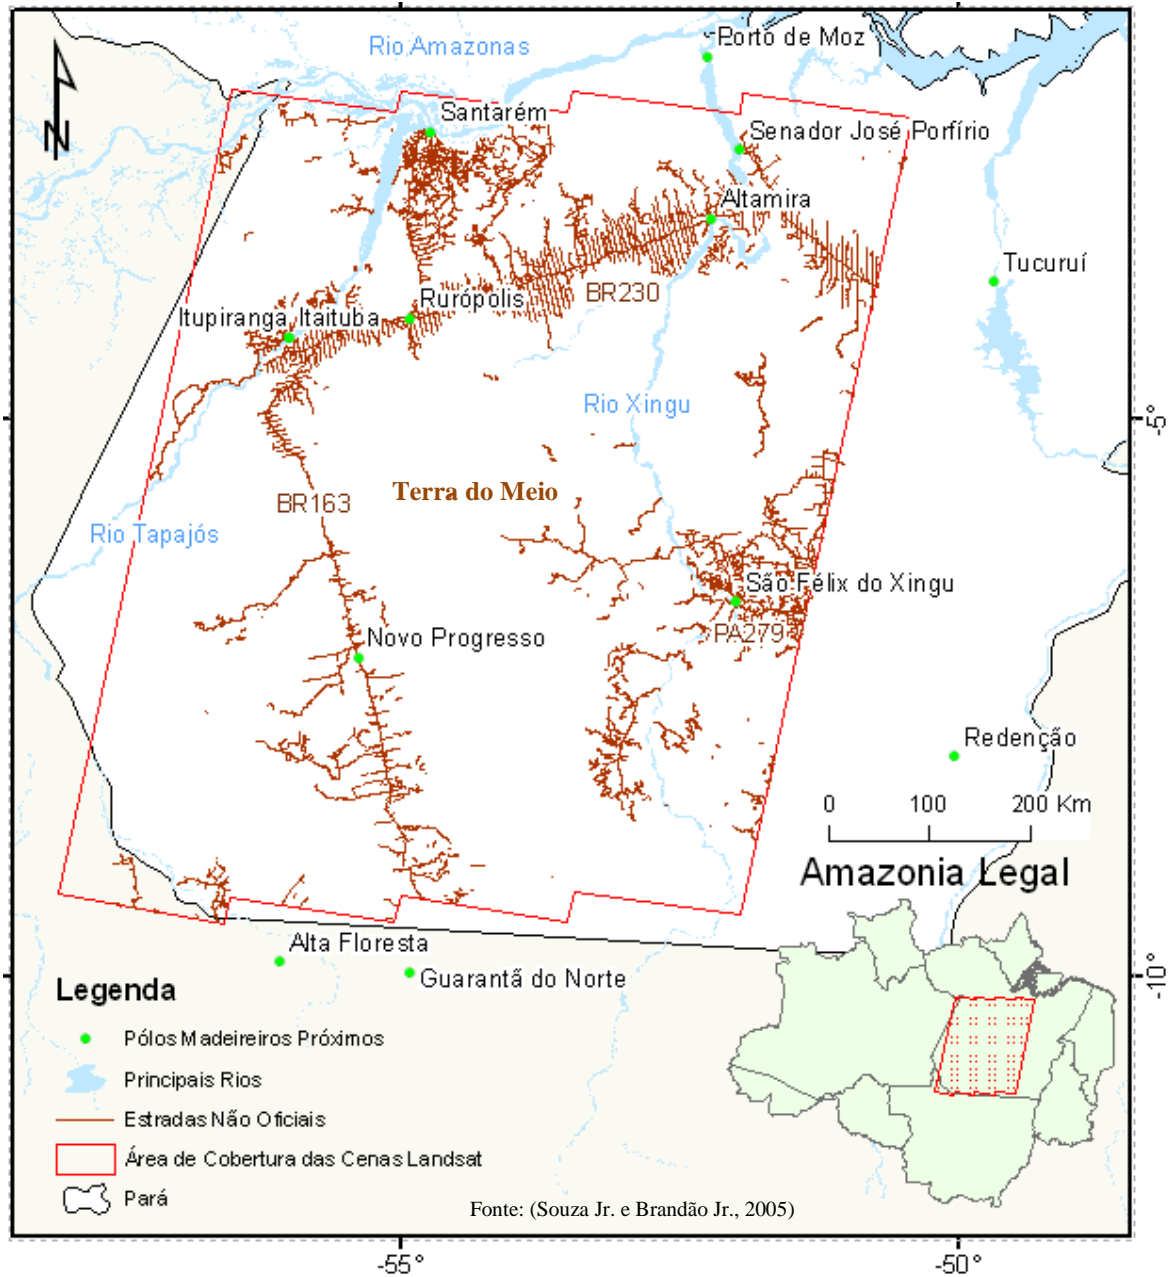 Rio Amazonas
Porto de Moz
Santarém
Senador José Porfírio
Altamira
Tucuruí
BR230
Rurópolis
Itupiranga Itaituba
Rio Xingu
-5°
Terra do Meio
BR163
Rio Tapajós
São Félix do Xingu
PA279
Novo Progresso
Redenção
0 100 200 Km
Amazonia Legal
Alta Floresta
Guarantã do Norte
-10°
Legenda
Pólos Madeireiros Próximos
Principais Rios
Estradas Não Oficiais
Área de Cobertura das Cenas Landsat
Pará
Fonte: (Souza Jr. e Brandão Jr., 2005)
-55° -50°
N